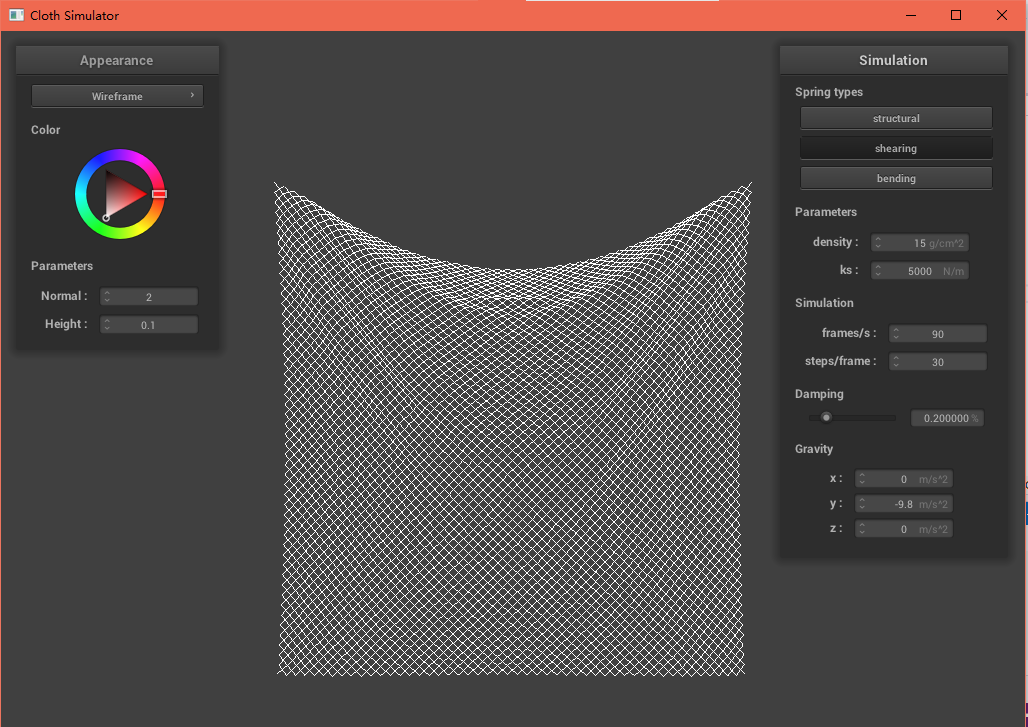 Cloth Simulator
Appearance
Wireframe
Color
Parameters
Normal : 2
Height : 0.1
Simulation
Spring types
structural
shearing
bending
Parameters
density : 15 g/cm^2
ks : 5000 N/m
Simulation
frames/s : 90
steps/frame : 30
Damping
0.200000 %
Gravity
x : 0 m/s^2
y : -9.8 m/s^2
z : 0 m/s^2